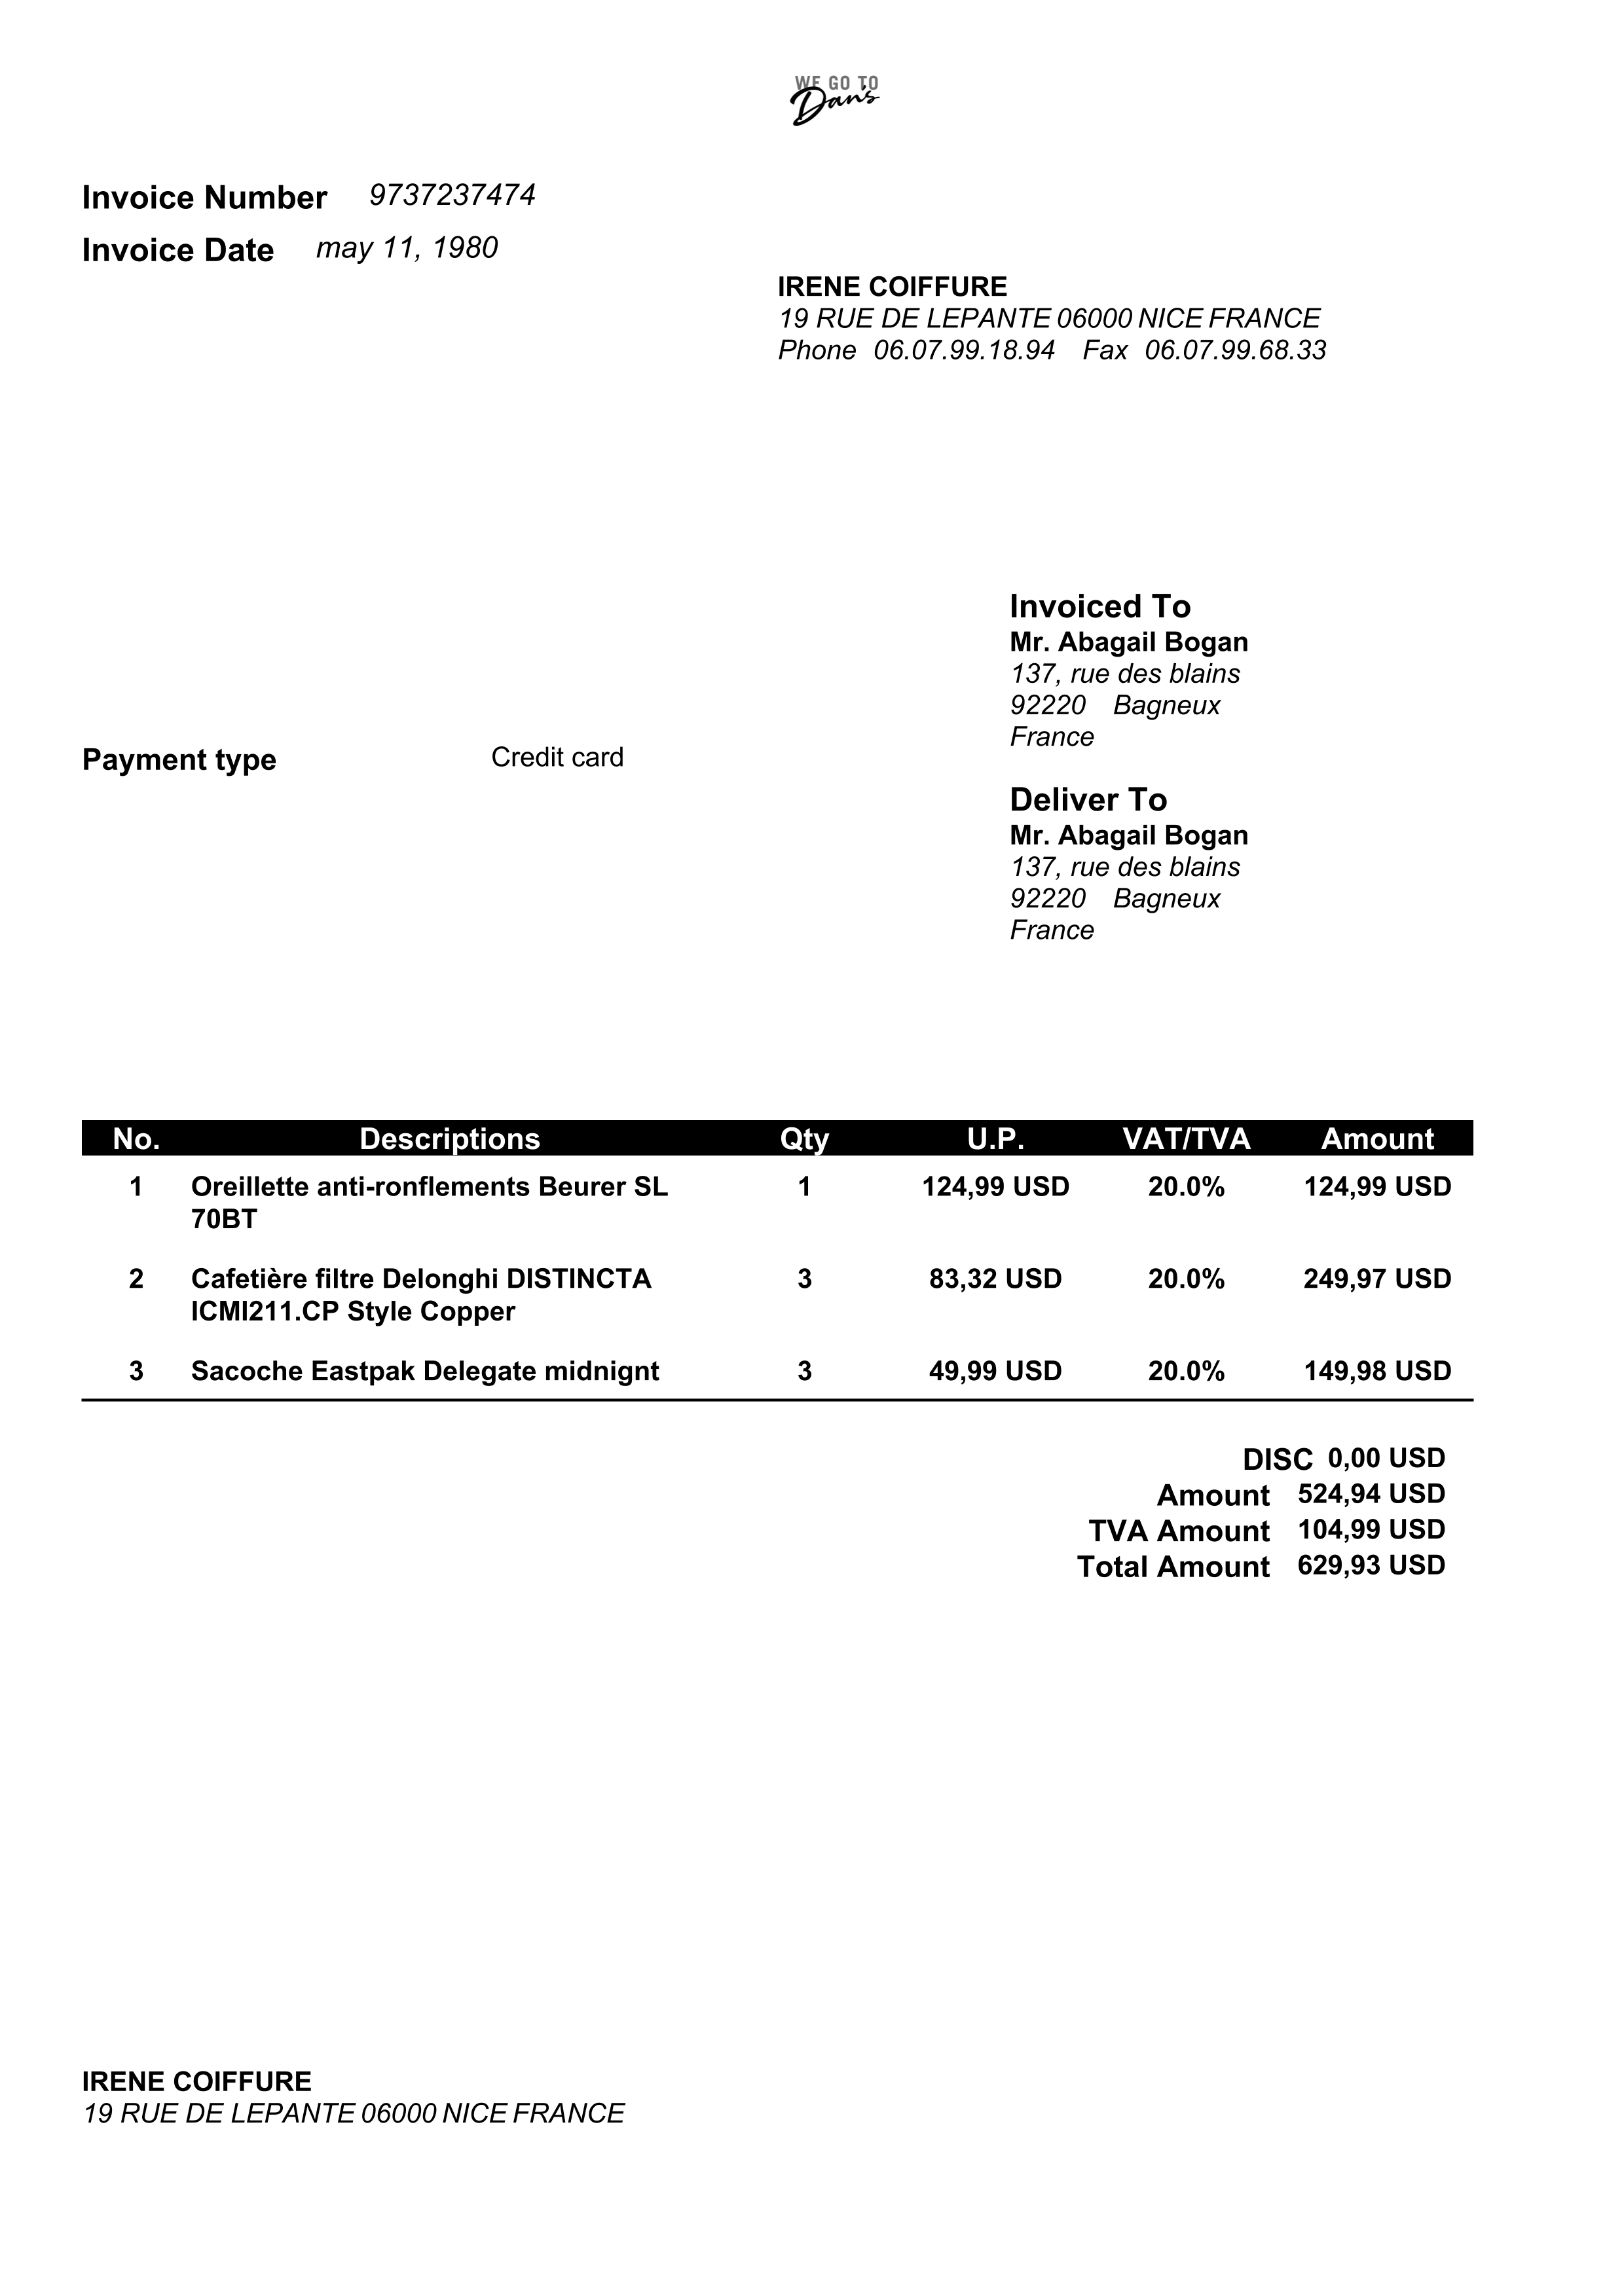 WE GO TO
Dan's
Invoice Number 9737237474
Invoice Date may 11, 1980
IRENE COIFFURE
19 RUE DE LEPANTE 06000 NICE FRANCE
Phone 06.07.99.18.94 Fax 06.07.99.68.33
Invoiced To
Mr. Abagail Bogan
137, rue des blains
92220 Bagneux
France
Payment type Credit card
Deliver To
Mr. Abagail Bogan
137, rue des blains
92220 Bagneux
France
No. Descriptions Qty U.P. VAT/TVA Amount
1 Oreillette anti-ronflements Beurer SL 1 124,99 USD 20.0% 124,99 USD
70BT
2 Cafetière filtre Delonghi DISTINCTA 3 83,32 USD 20.0% 249,97 USD
ICMI211.CP Style Copper
3 Sacoche Eastpak Delegate midnignt 3 49,99 USD 20.0% 149,98 USD
DISC 0,00 USD
Amount 524,94 USD
TVA Amount 104,99 USD
Total Amount 629,93 USD
IRENE COIFFURE
19 RUE DE LEPANTE 06000 NICE FRANCE